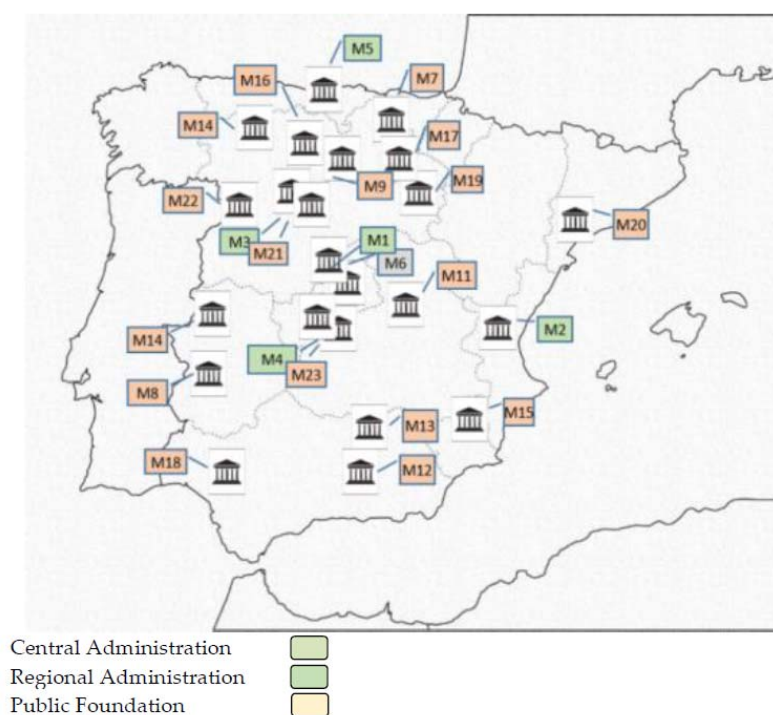 M5
M16
M7
M14
M17
M9
M19
M22
M20
M3
M1
M21
M6
M11
M14
M2
M4
M23
M8
M15
M13
M18
M12
Central Administration
Regional Administration
Public Foundation